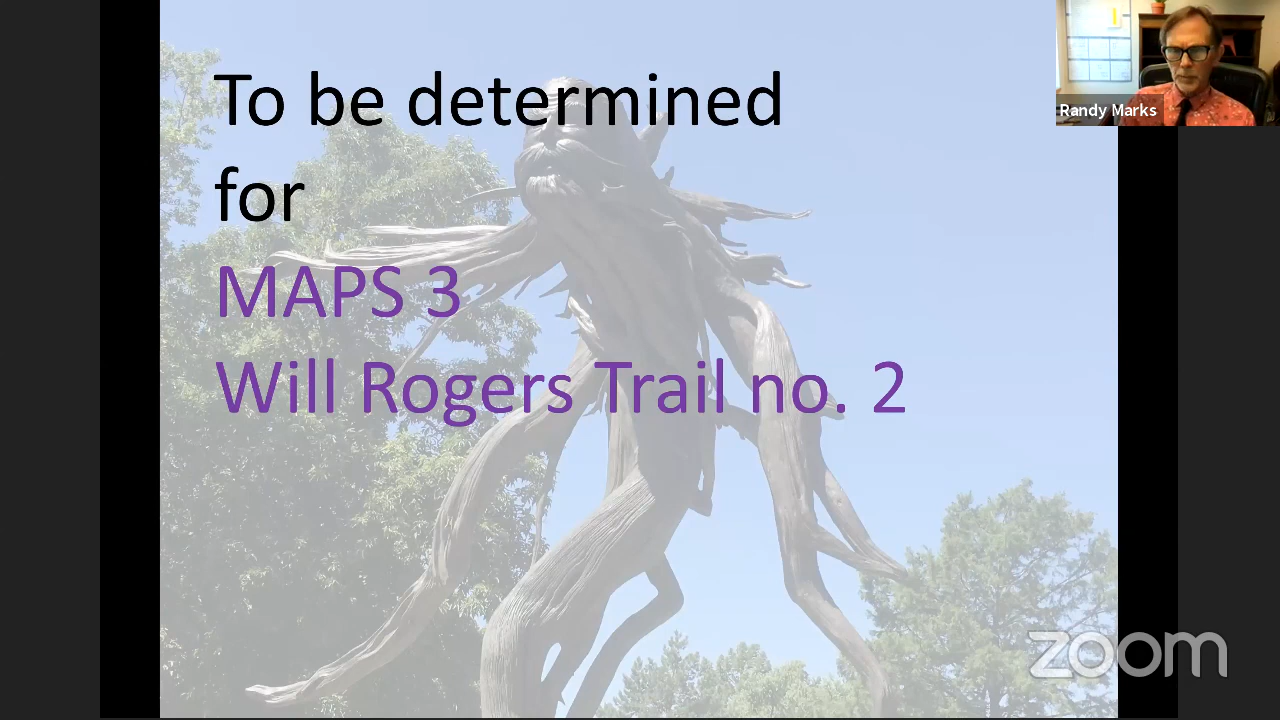 To be determined
for
MAPS 3
Will Rogers Trail no. 2
Randy Marks
zoom